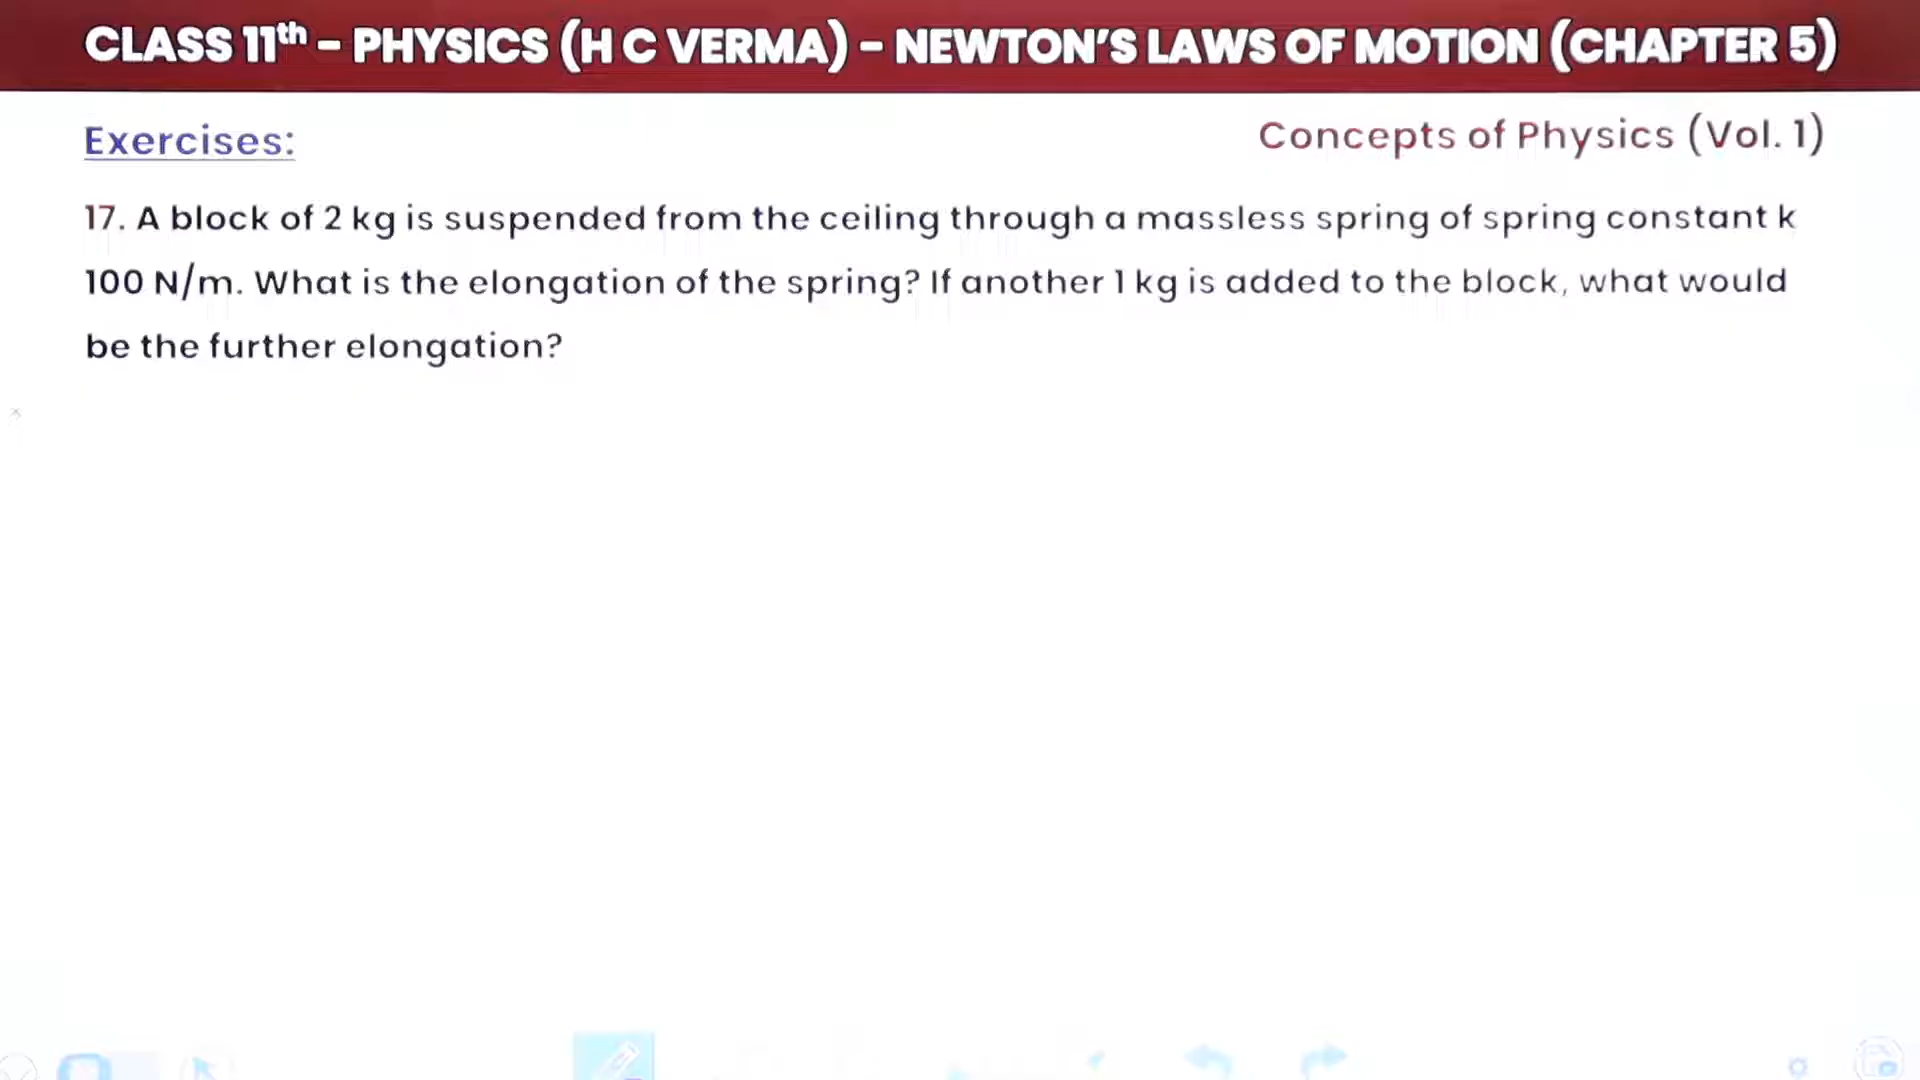 CLASS 11th – PHYSICS (H C VERMA) – NEWTON'S LAWS OF MOTION (CHAPTER 5)
Exercises:
Concepts of Physics (Vol. 1)
17. A block of 2 kg is suspended from the ceiling through a massless spring of spring constant k
100 N/m. What is the elongation of the spring? If another 1 kg is added to the block, what would
be the further elongation?